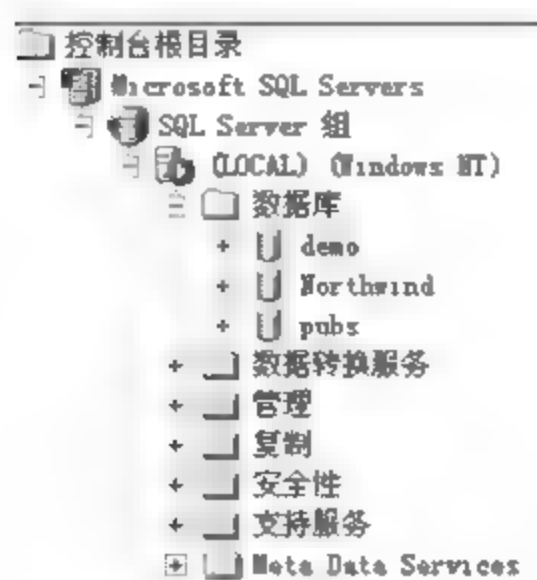 控制台根目录
Microsoft SQL Servers
SQL Server 组
(LOCAL) (Windows NT)
数据库
demo
Northwind
pubs
数据转换服务
管理
复制
安全性
支持服务
Meta Data Services